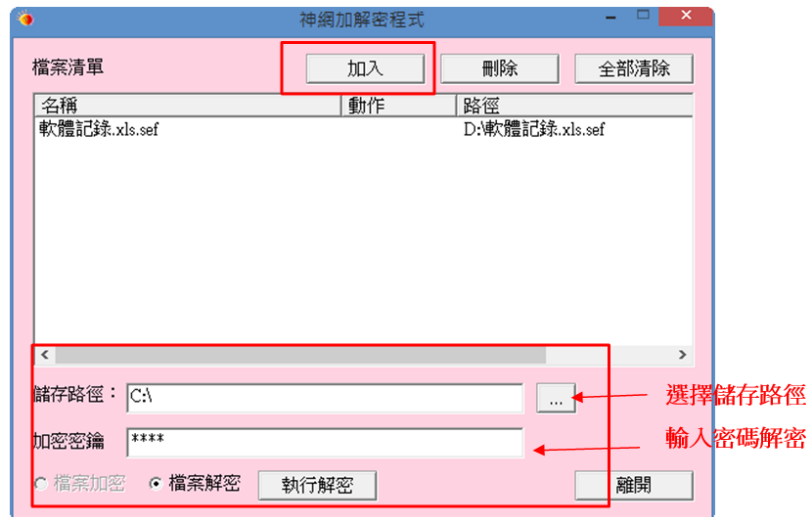 神網加解密程式
檔案清單 加入 刪除 全部清除
名稱 動作 路徑
軟體記錄.xls.sef D:\軟體記錄.xls.sef
儲存路徑： C:\ ... 選擇儲存路徑
加密密鑰 **** 輸入密碼解密
檔案加密 檔案解密 執行解密 離開